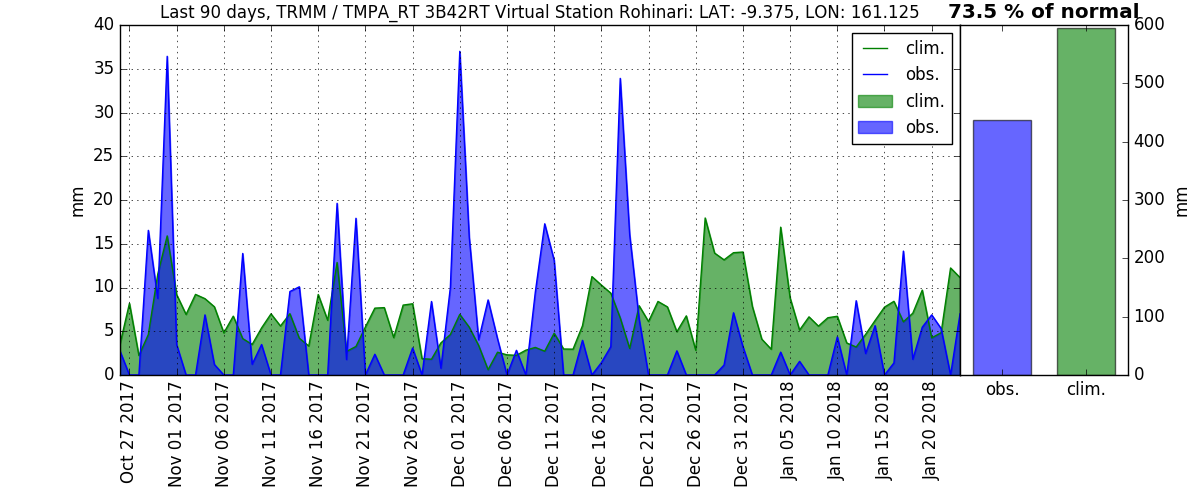 Last 90 days, TRMM / TMPA_RT 3B42RT Virtual Station Rohinari: LAT: -9.375, LON: 161.125
73.5 % of normal
40
35
30
25
20
15
10
5
0
mm
clim.
obs.
clim.
obs.
600
500
400
300
200
100
0
mm
Oct 27 2017
Nov 01 2017
Nov 06 2017
Nov 11 2017
Nov 16 2017
Nov 21 2017
Nov 26 2017
Dec 01 2017
Dec 06 2017
Dec 11 2017
Dec 16 2017
Dec 21 2017
Dec 26 2017
Dec 31 2017
Jan 05 2018
Jan 10 2018
Jan 15 2018
Jan 20 2018
obs.
clim.